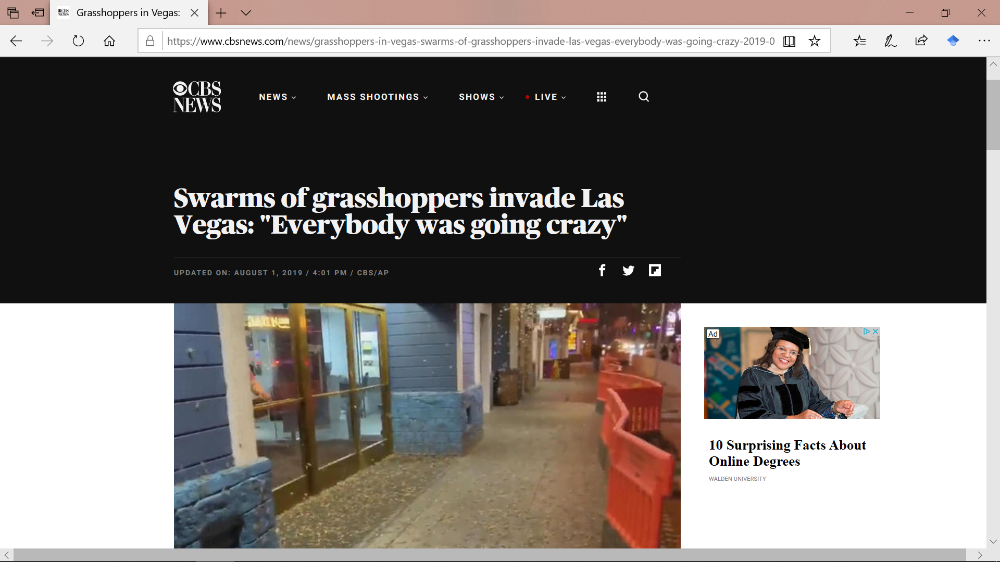 Grasshoppers in Vegas:
https://www.cbsnews.com/news/grasshoppers-in-vegas-swarms-of-grasshoppers-invade-las-vegas-everybody-was-going-crazy-2019-0
CBS
NEWS
NEWS
MASS SHOOTINGS
SHOWS
LIVE
Swarms of grasshoppers invade Las
Vegas: "Everybody was going crazy"
UPDATED ON: AUGUST 1, 2019 / 4:01 PM / CBS/AP
Ad
10 Surprising Facts About
Online Degrees
WALDEN UNIVERSITY